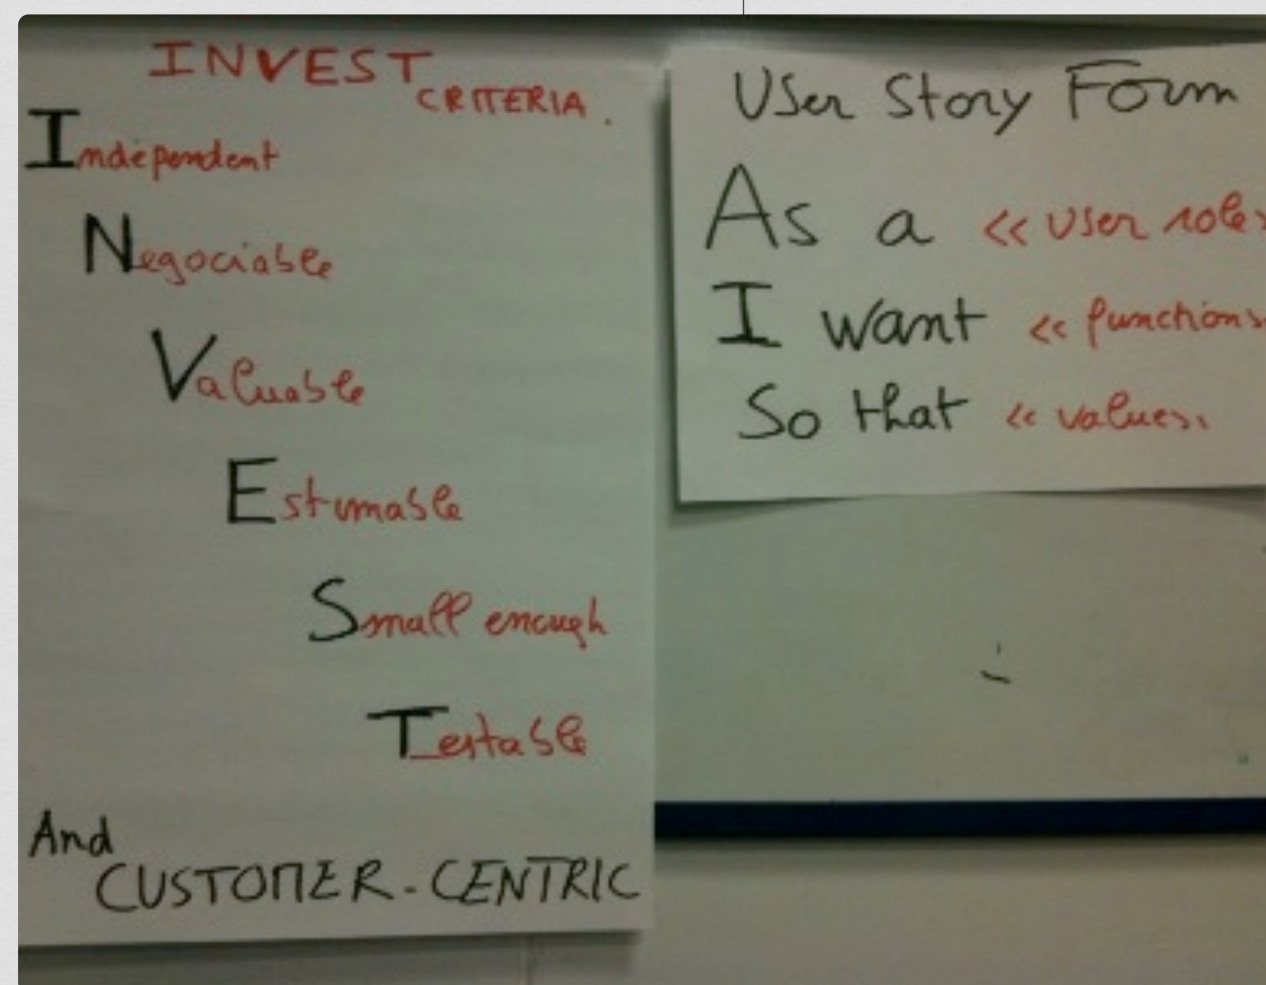 INVEST
CRITERIA.
Independent
Negociable
Valuable
Estimable
Small enough
Testable
And
CUSTOMER-CENTRIC
User Story Form
As a << User role>
I want << functions>
So that << values>